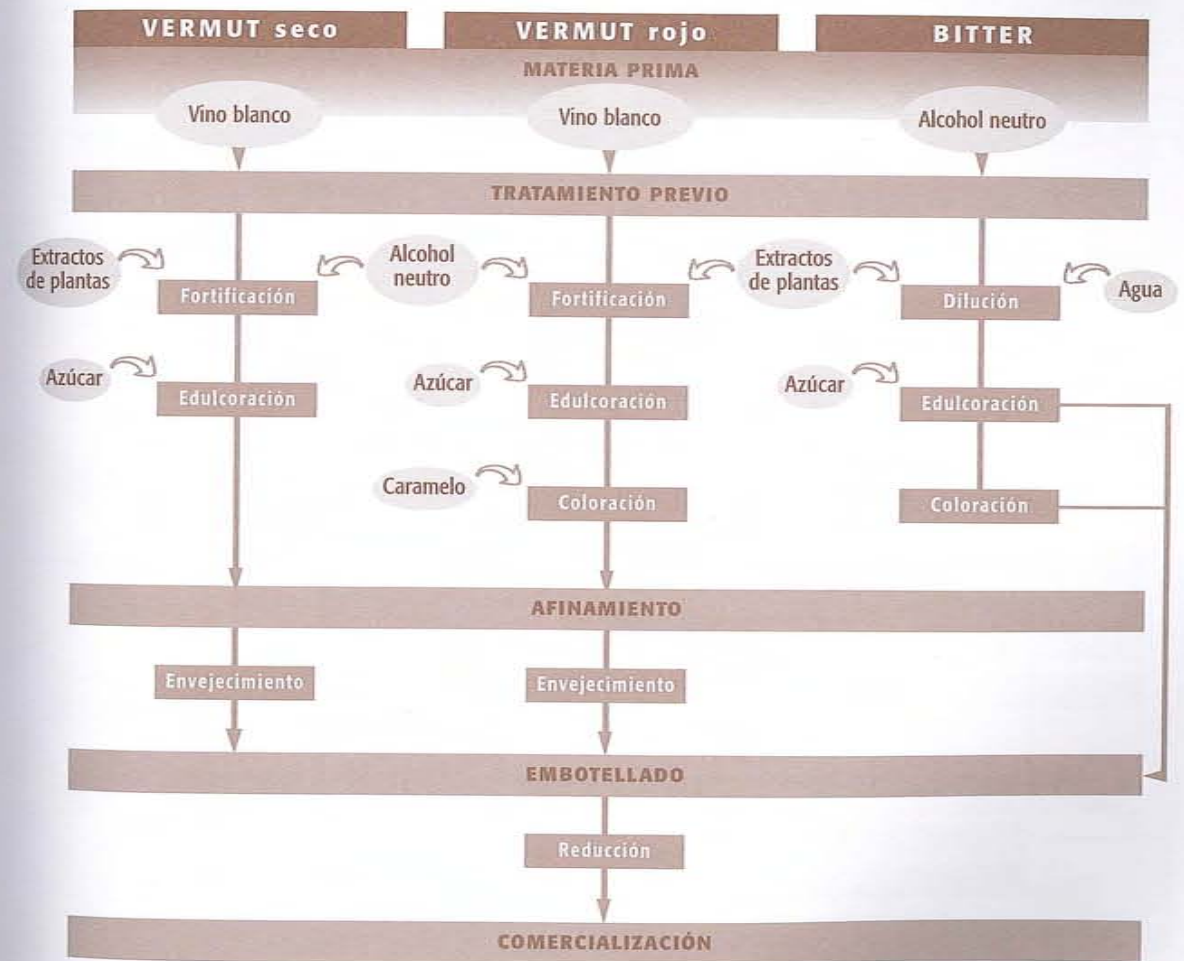 VERMUT seco
VERMUT rojo
BITTER
MATERIA PRIMA
Vino blanco
Vino blanco
Alcohol neutro
TRATAMIENTO PREVIO
Extractos
de plantas
Alcohol
neutro
Extractos
de plantas
Agua
Fortificación
Fortificación
Dilución
Azúcar
Azúcar
Azúcar
Edulcoración
Edulcoración
Edulcoración
Caramelo
Coloración
Coloración
AFINAMIENTO
Envejecimiento
Envejecimiento
EMBOTELLADO
Reducción
COMERCIALIZACIÓN